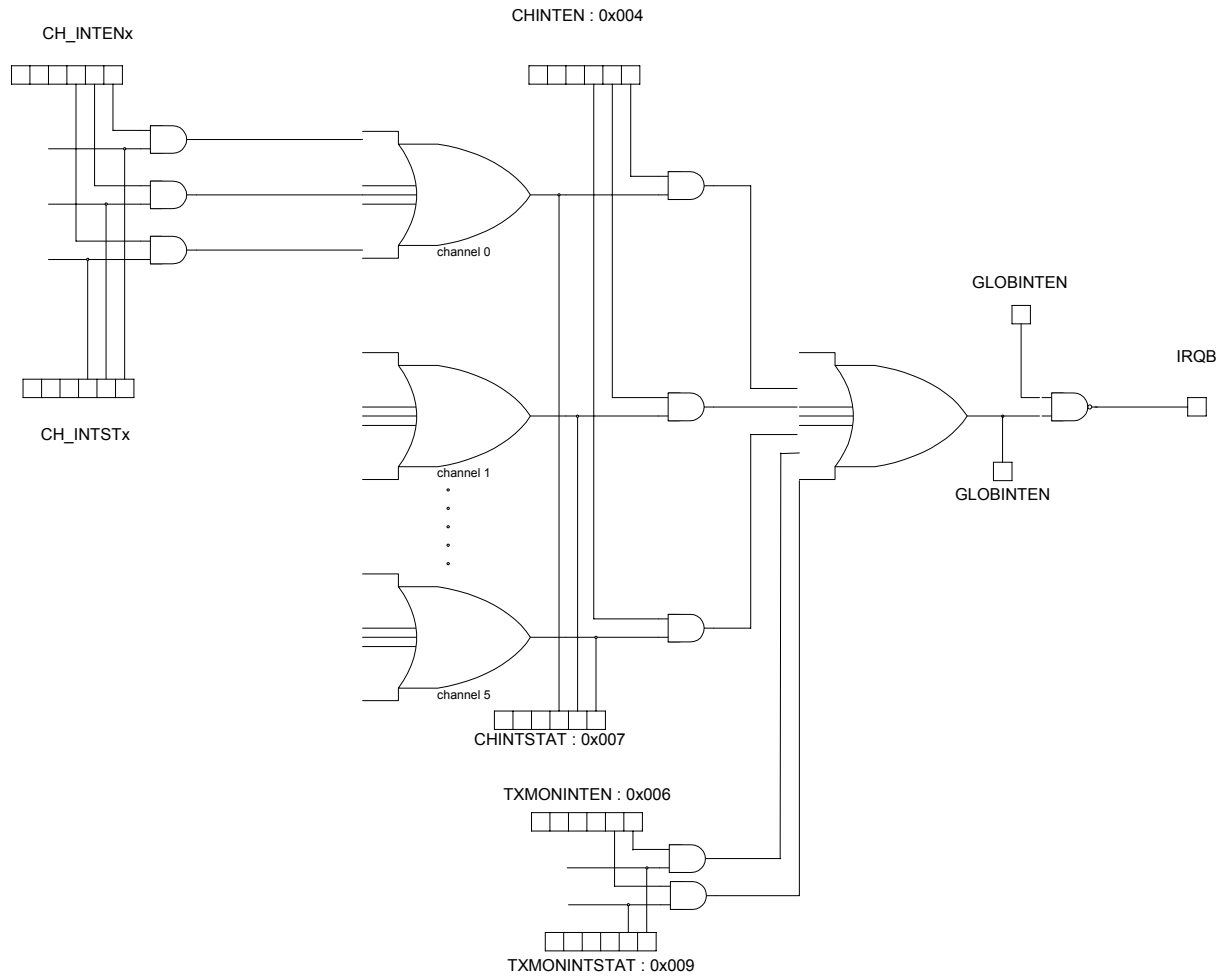 CHINTEN : 0x004
CH_INTENx
channel 0
GLOBINTEN
IRQB
CH_INTSTx
channel 1
GLOBINTEN
channel 5
CHINTSTAT : 0x007
TXMONINTEN : 0x006
TXMONINTSTAT : 0x009